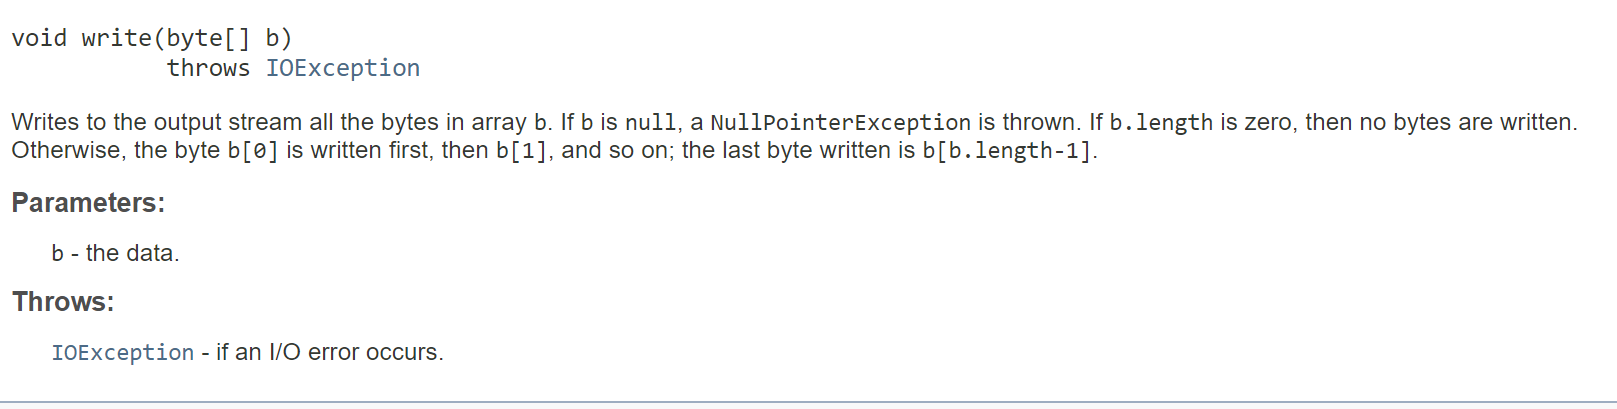 void write(byte[] b)
throws IOException
Writes to the output stream all the bytes in array b. If b is null, a NullPointerException is thrown. If b.length is zero, then no bytes are written.
Otherwise, the byte b[0] is written first, then b[1], and so on; the last byte written is b[b.length-1].
Parameters:
b - the data.
Throws:
IOException - if an I/O error occurs.